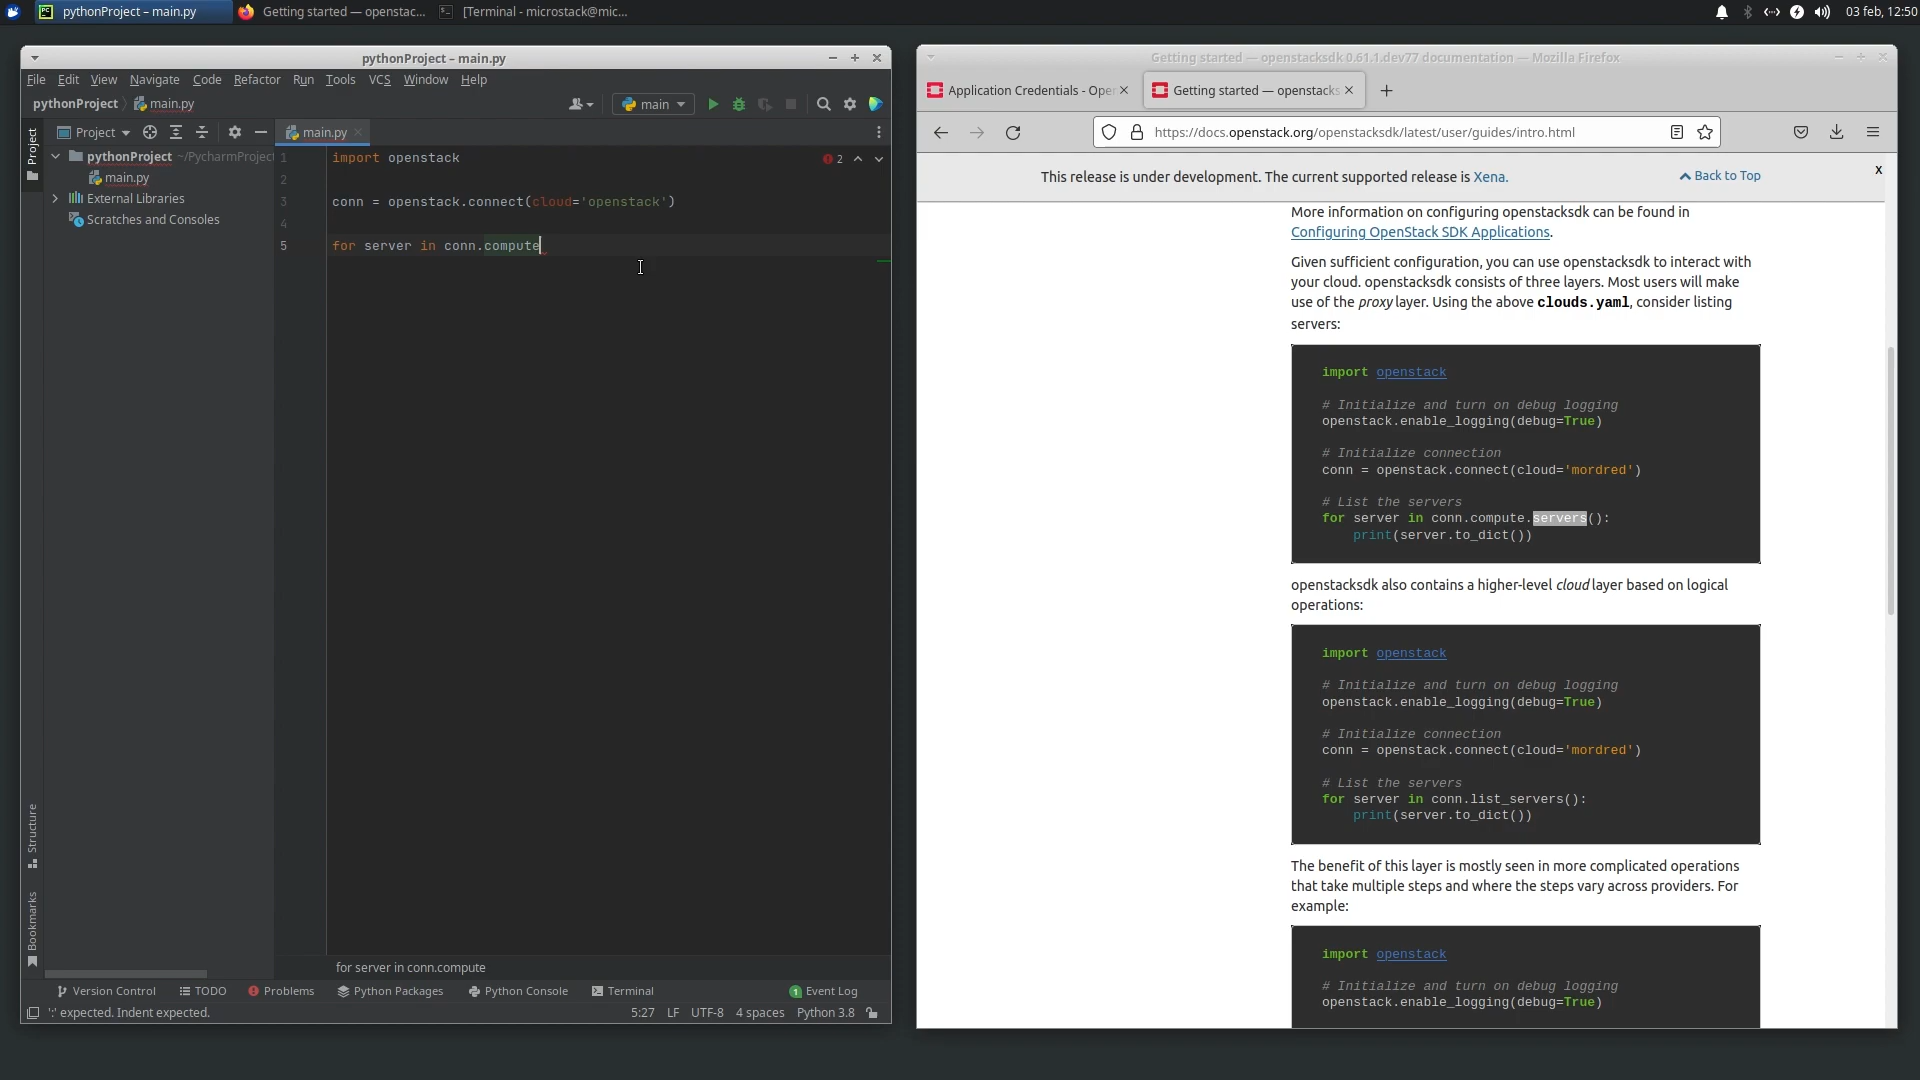 pythonProject – main.py
Getting started — openstac...
[Terminal - microstack@mic...
03 feb, 12:50
pythonProject – main.py
File Edit View Navigate Code Refactor Run Tools VCS Window Help
pythonProject main.py
main
Project
Project
main.py
pythonProject ~/PycharmProject
main.py
External Libraries
Scratches and Consoles
1 import openstack
2
3 conn = openstack.connect(cloud='openstack')
4
5 for server in conn.compute
2
Structure
Bookmarks
for server in conn.compute
Version Control TODO Problems Python Packages Python Console Terminal 1 Event Log
':' expected. Indent expected. 5:27 LF UTF-8 4 spaces Python 3.8
Getting started — openstacksdk 0.61.1.dev77 documentation — Mozilla Firefox
Application Credentials - Oper
Getting started — openstacks
https://docs.openstack.org/openstacksdk/latest/user/guides/intro.html
This release is under development. The current supported release is Xena.
Back to Top
x
More information on configuring openstacksdk can be found in
Configuring OpenStack SDK Applications.
Given sufficient configuration, you can use openstacksdk to interact with
your cloud. openstacksdk consists of three layers. Most users will make
use of the proxy layer. Using the above clouds.yaml, consider listing
servers:
import openstack
# Initialize and turn on debug logging
openstack.enable_logging(debug=True)
# Initialize connection
conn = openstack.connect(cloud='mordred')
# List the servers
for server in conn.compute.servers():
    print(server.to_dict())
openstacksdk also contains a higher-level cloud layer based on logical
operations:
import openstack
# Initialize and turn on debug logging
openstack.enable_logging(debug=True)
# Initialize connection
conn = openstack.connect(cloud='mordred')
# List the servers
for server in conn.list_servers():
    print(server.to_dict())
The benefit of this layer is mostly seen in more complicated operations
that take multiple steps and where the steps vary across providers. For
example:
import openstack
# Initialize and turn on debug logging
openstack.enable_logging(debug=True)